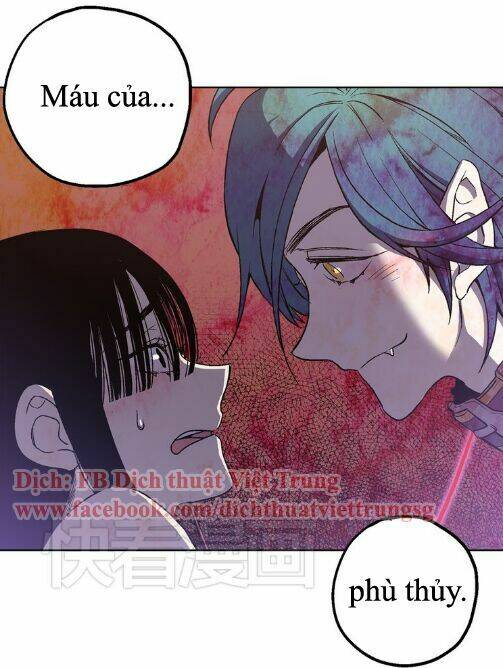 Máu của...
Dịch: FB Dịch thuật Việt Trung
www.facebook.com/dichthuatviettrungsg
快看漫画
phù thủy.